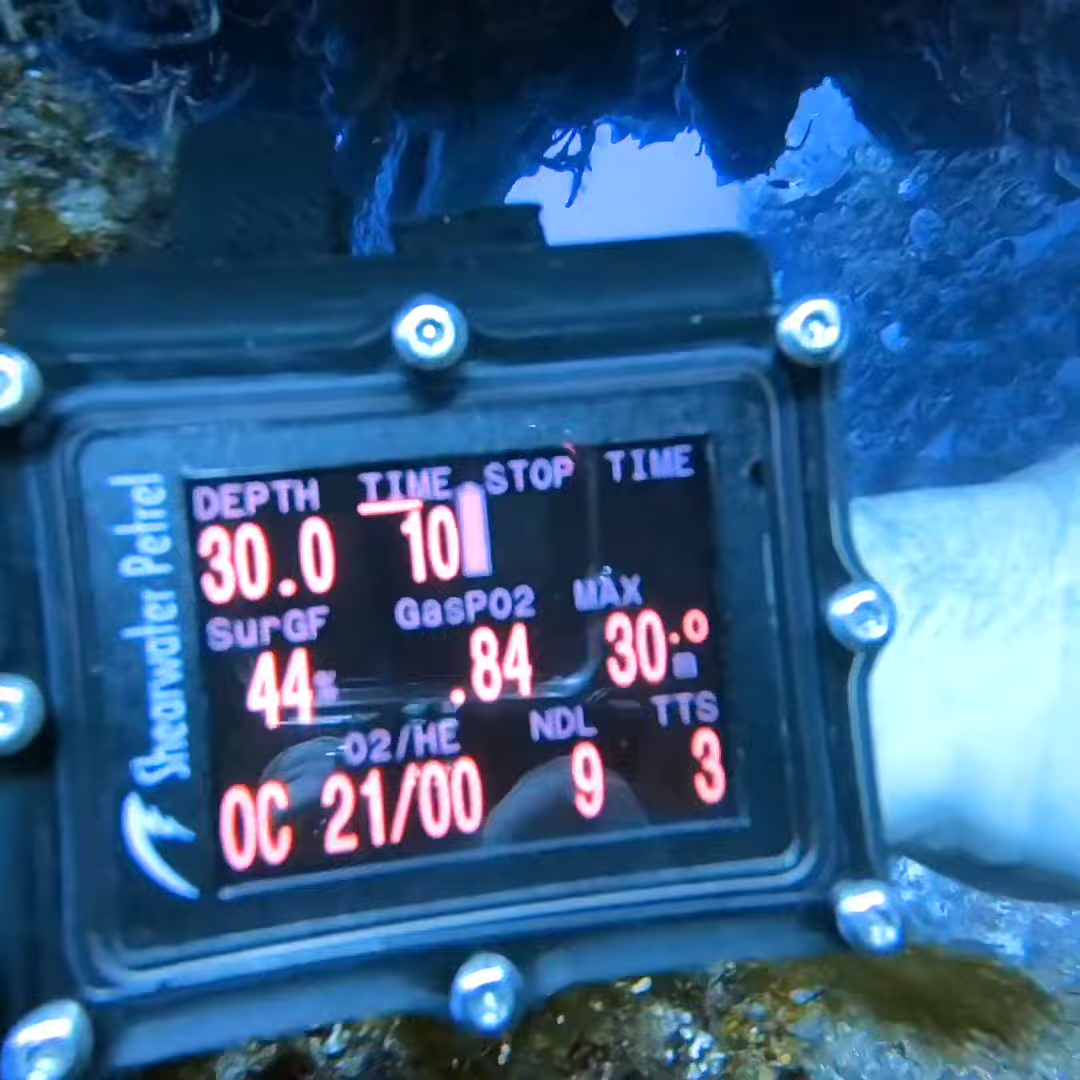 Shearwater Petrel
DEPTH TIME STOP TIME
30.0 10
SurGF GasPO2 MAX
44% .84 30.0m
O2/HE NDL TTS
OC 21/00 9 3